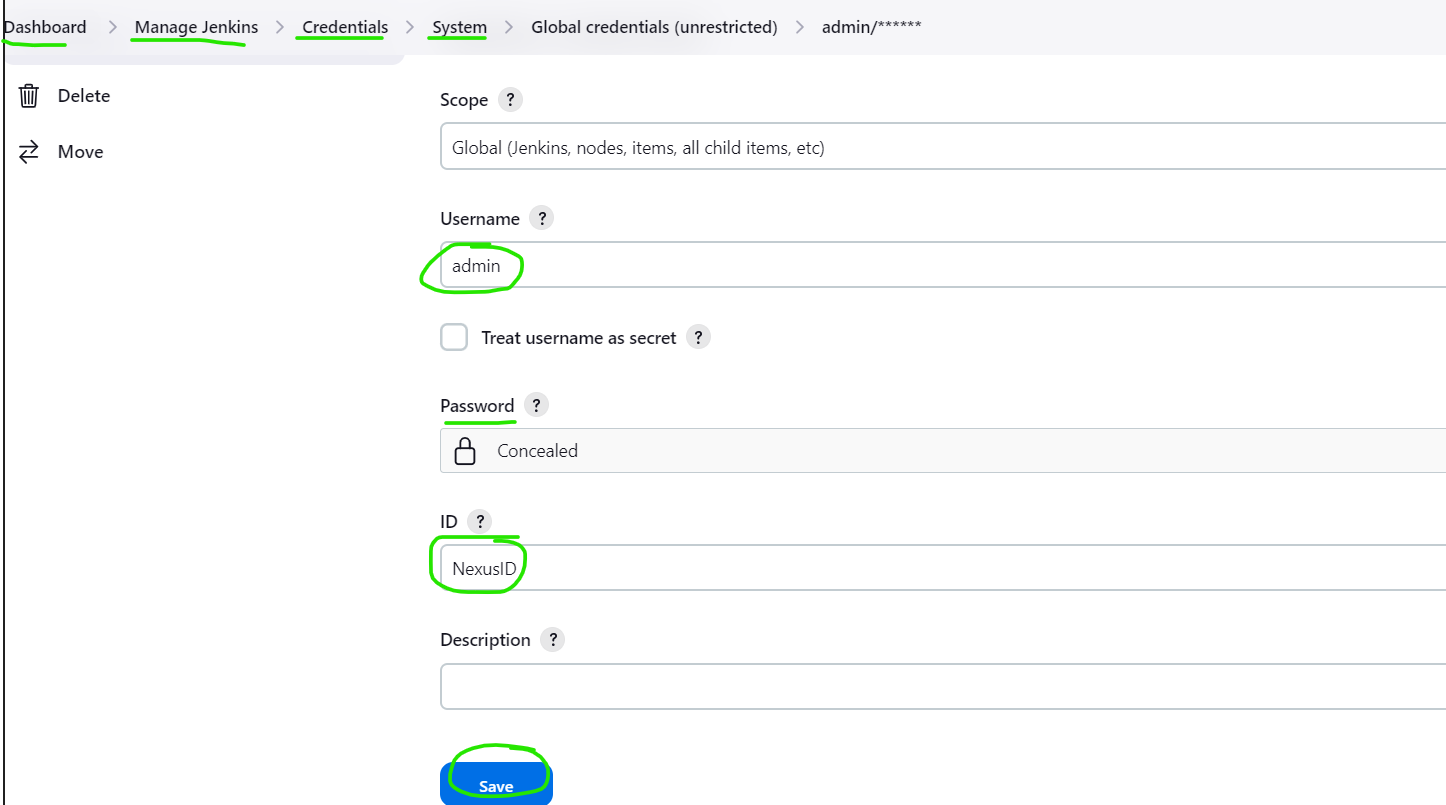 Dashboard > Manage Jenkins > Credentials > System > Global credentials (unrestricted) > admin/******
Delete
Move
Scope ?
Global (Jenkins, nodes, items, all child items, etc)
Username ?
admin
Treat username as secret ?
Password ?
Concealed
ID ?
NexusID
Description ?
Save